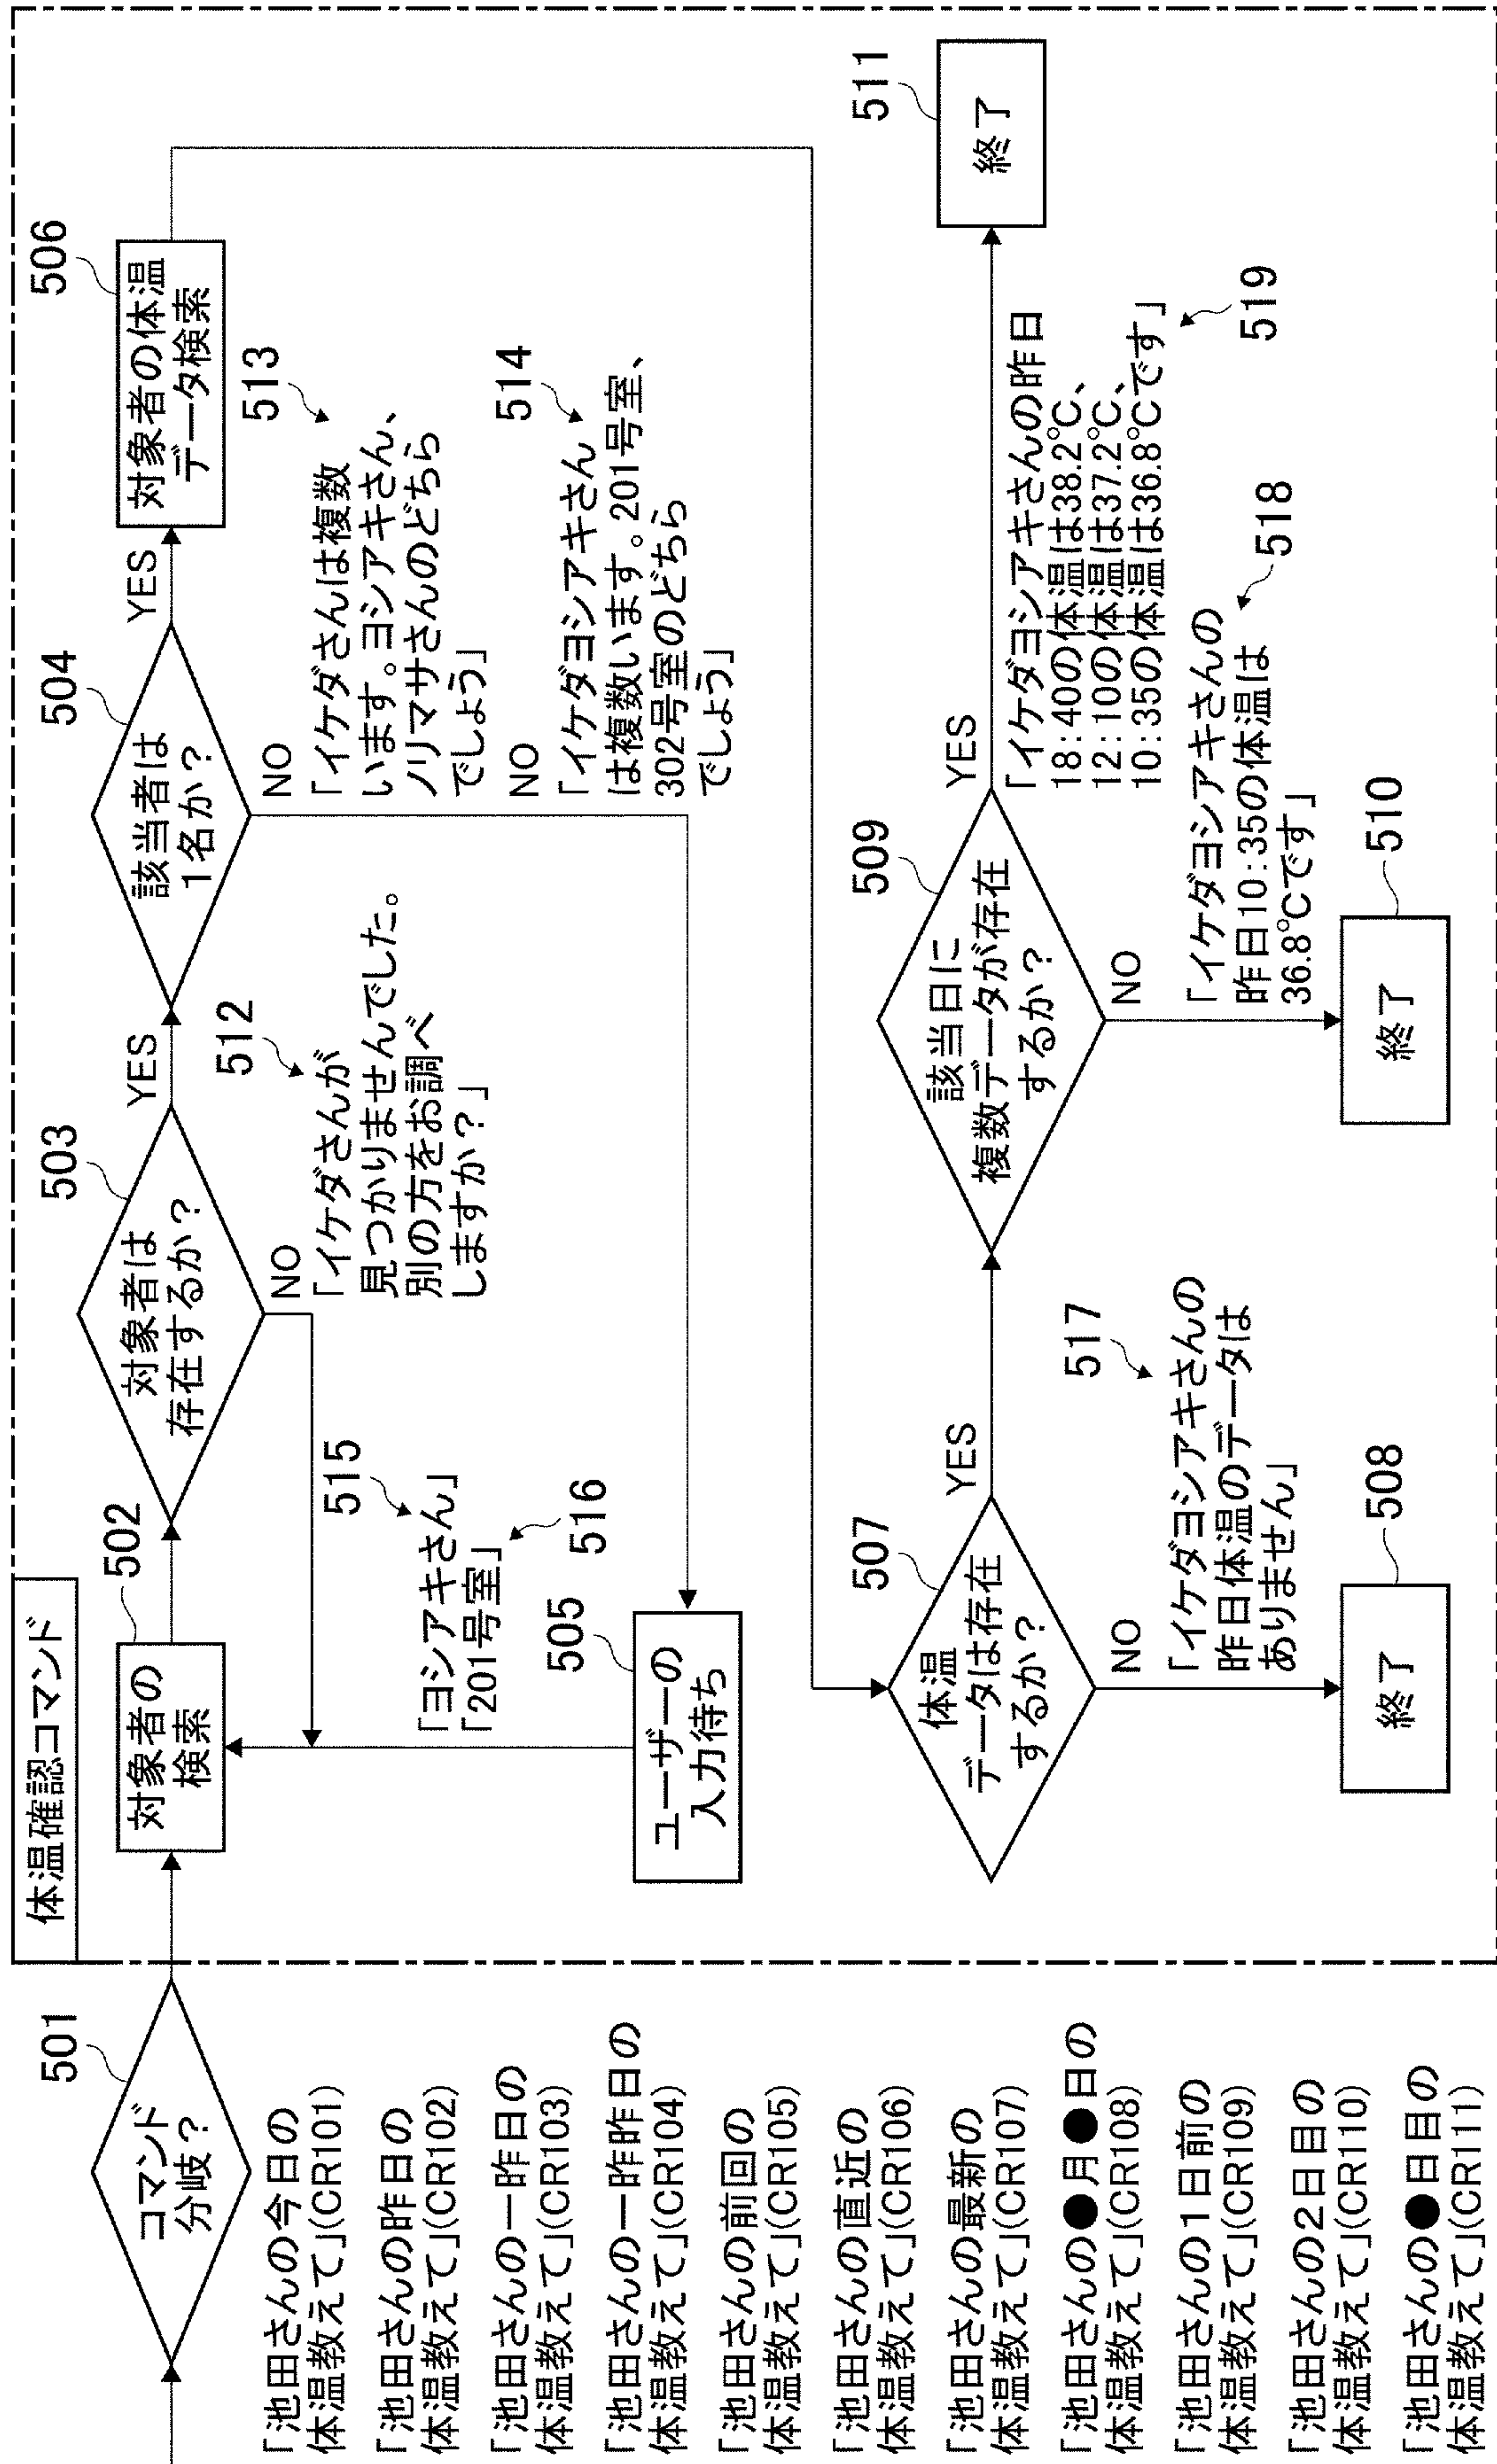 501
コマンド
分岐?
「池田さんの今日の
体温教えて」(CR101)
「池田さんの昨日の
体温教えて」(CR102)
「池田さんの一昨日の
体温教えて」(CR103)
「池田さんの一昨昨日の
体温教えて」(CR104)
「池田さんの前回の
体温教えて」(CR105)
「池田さんの直近の
体温教えて」(CR106)
「池田さんの最新の
体温教えて」(CR107)
「池田さんの●月●日の
体温教えて」(CR108)
「池田さんの1日前の
体温教えて」(CR109)
「池田さんの2日目の
体温教えて」(CR110)
「池田さんの●日目の
体温教えて」(CR111)
体温確認コマンド
502
対象者の
検索
503
対象者は
存在するか?
YES
NO
512
「イケダさんが
見つかりませんでした。
別の方をお調べ
しますか?」
504
該当者は
1名か?
YES
NO
513
「イケダさんは複数
います。ヨシアキさん、
ノリマサさんのどちら
でしょう」
NO
514
「イケダヨシアキさん
は複数います。201号室、
302号室のどちら
でしょう」
506
対象者の体温
データ検索
515
「ヨシアキさん」
「201号室」
516
505
ユーザーの
入力待ち
507
体温
データは存在
するか?
YES
NO
517
「イケダヨシアキさんの
昨日体温のデータは
ありません」
508
終了
509
該当日に
複数データが存在
するか?
YES
「イケダヨシアキさんの昨日
18:40の体温は38.2℃、
12:10の体温は37.2℃、
10:35の体温は36.8℃です」
519
NO
「イケダヨシアキさんの
昨日10:35の体温は
36.8℃です」
518
510
終了
511
終了